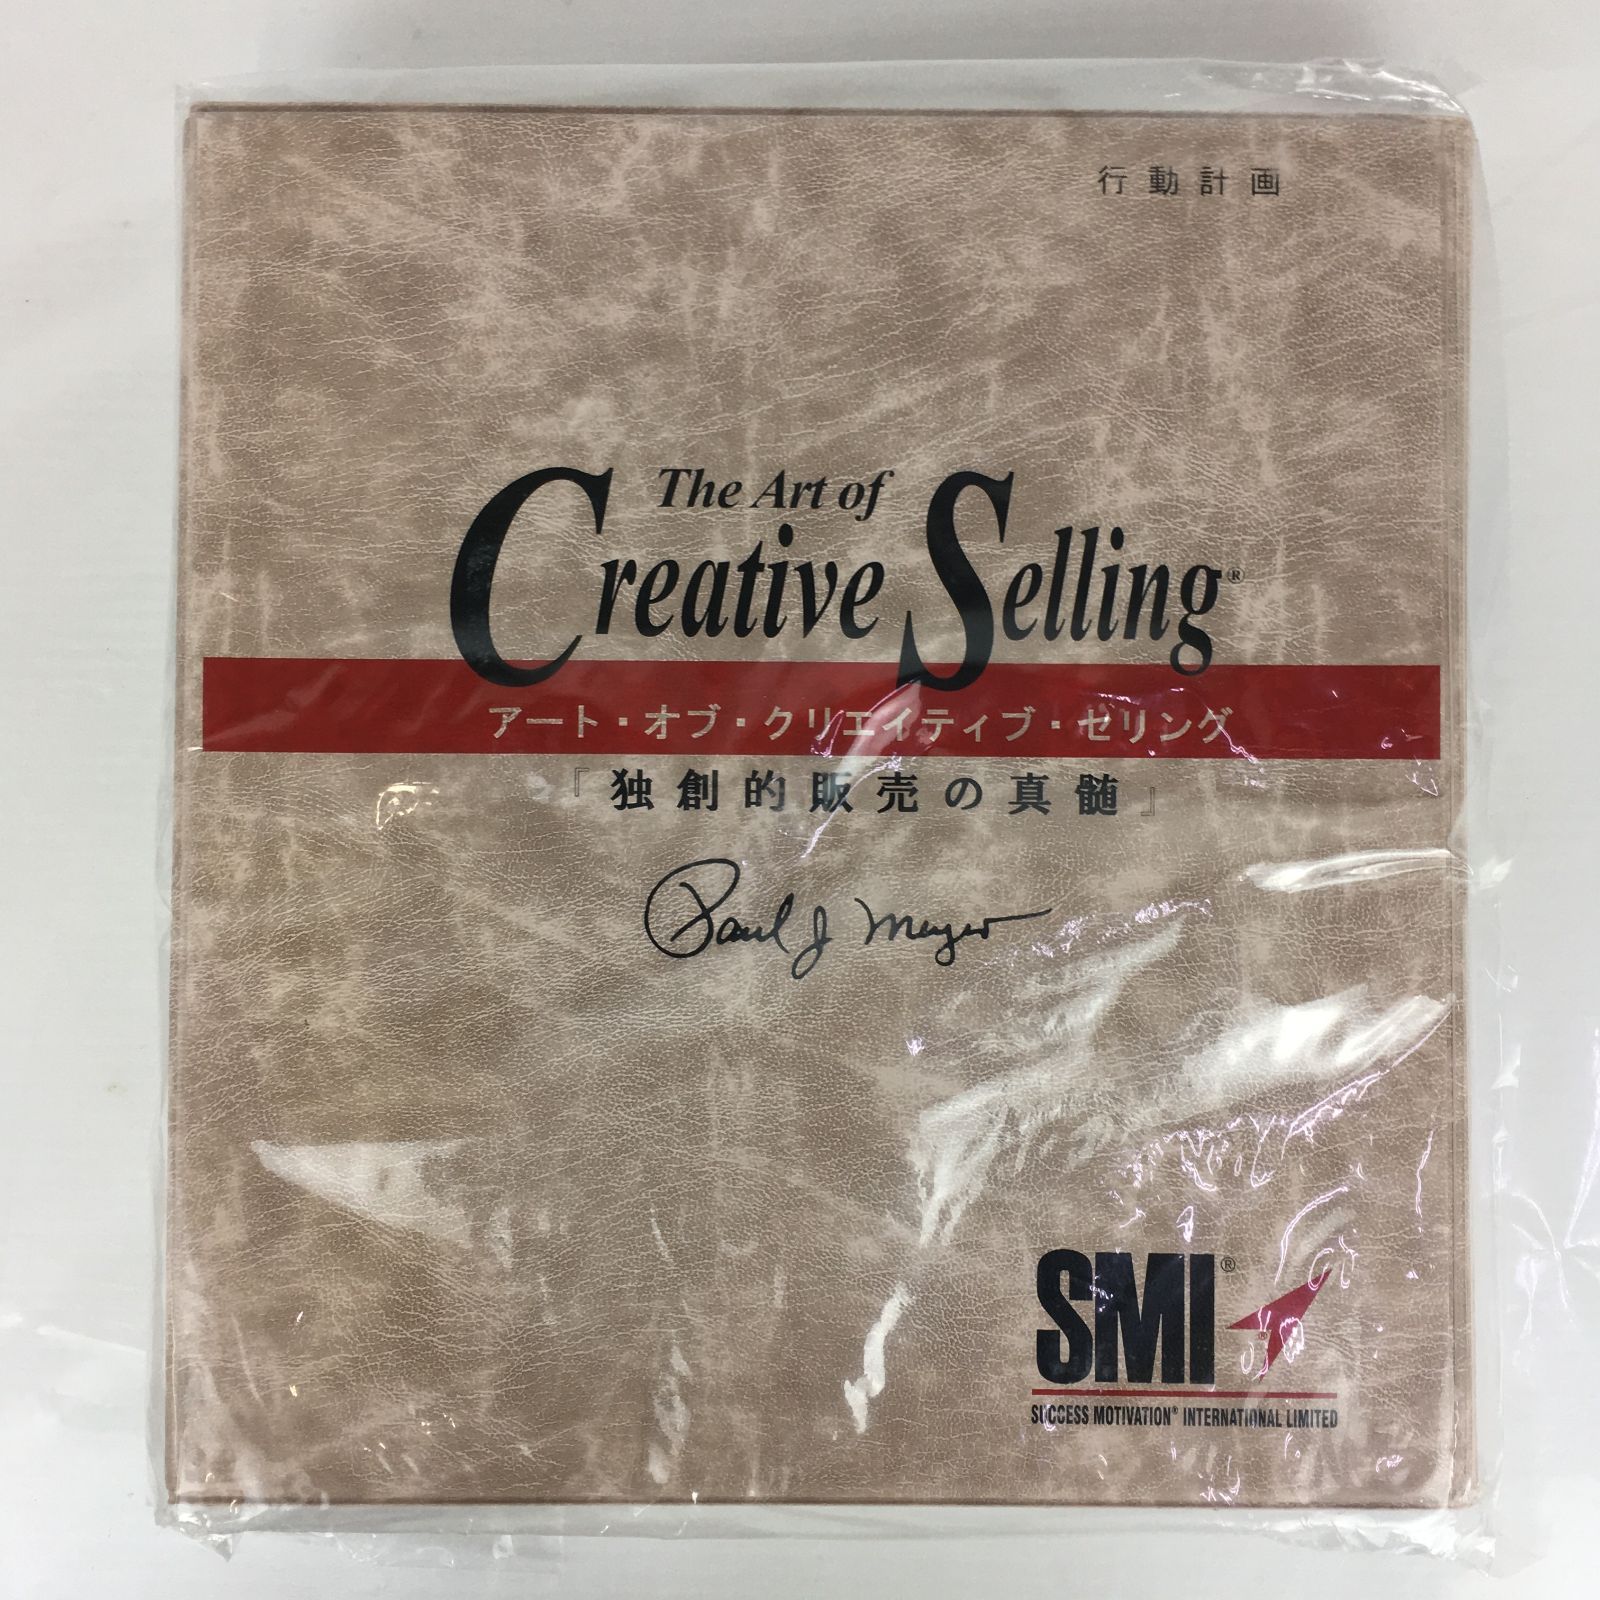 行動計画
The Art of
Creative Selling®
アート・オブ・クリエイティブ・セリング
『独創的販売の真髄』
Paul J Meyer
SMI®
®
SUCCESS MOTIVATION® INTERNATIONAL LIMITED